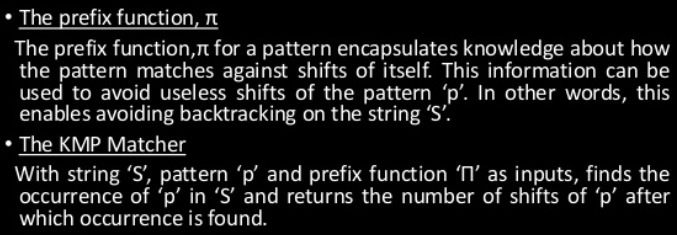 • The prefix function, π
The prefix function,π for a pattern encapsulates knowledge about how
the pattern matches against shifts of itself. This information can be
used to avoid useless shifts of the pattern ‘p’. In other words, this
enables avoiding backtracking on the string ‘S’.
• The KMP Matcher
With string ‘S’, pattern ‘p’ and prefix function ‘Π’ as inputs, finds the
occurrence of ‘p’ in ‘S’ and returns the number of shifts of ‘p’ after
which occurrence is found.